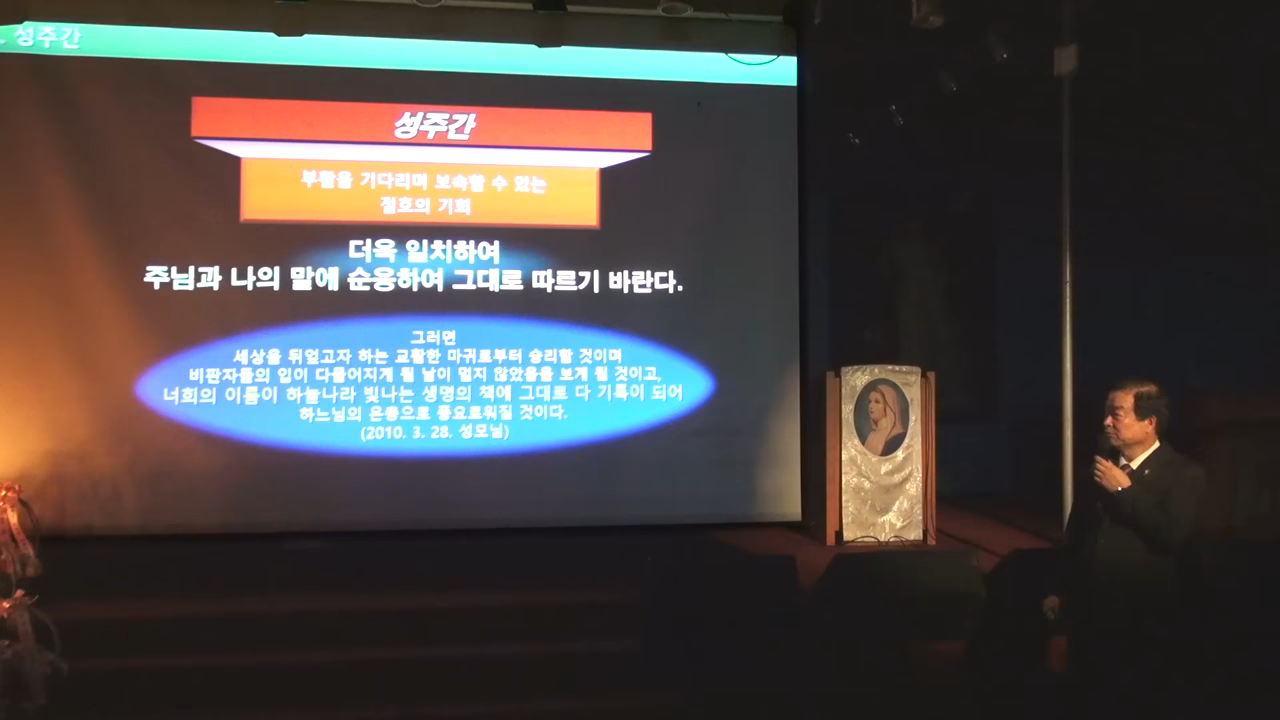 . 성주간
성주간
부활을 기다리며 보속할 수 있는
절호의 기회
더욱 일치하여
주님과 나의 말에 순응하여 그대로 따르기 바란다.
그러면
세상을 뒤엎고자 하는 교활한 마귀로부터 승리할 것이며
비판자들의 입이 다물어지게 될 날이 멀지 않았음을 보게 될 것이고,
너희의 이름이 하늘나라 빛나는 생명의 책에 그대로 다 기록이 되어
하느님의 은총으로 풍요로워질 것이다.
(2010. 3. 28. 성모님)